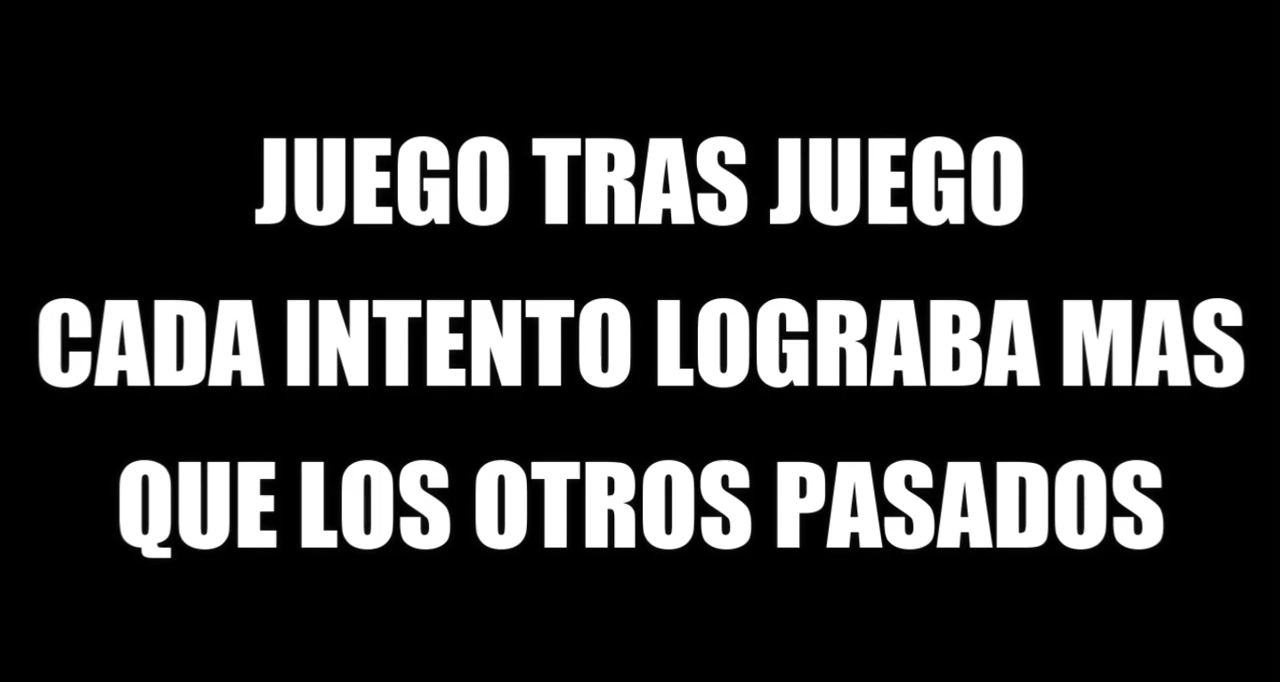 JUEGO TRAS JUEGO
CADA INTENTO LOGRABA MAS
QUE LOS OTROS PASADOS